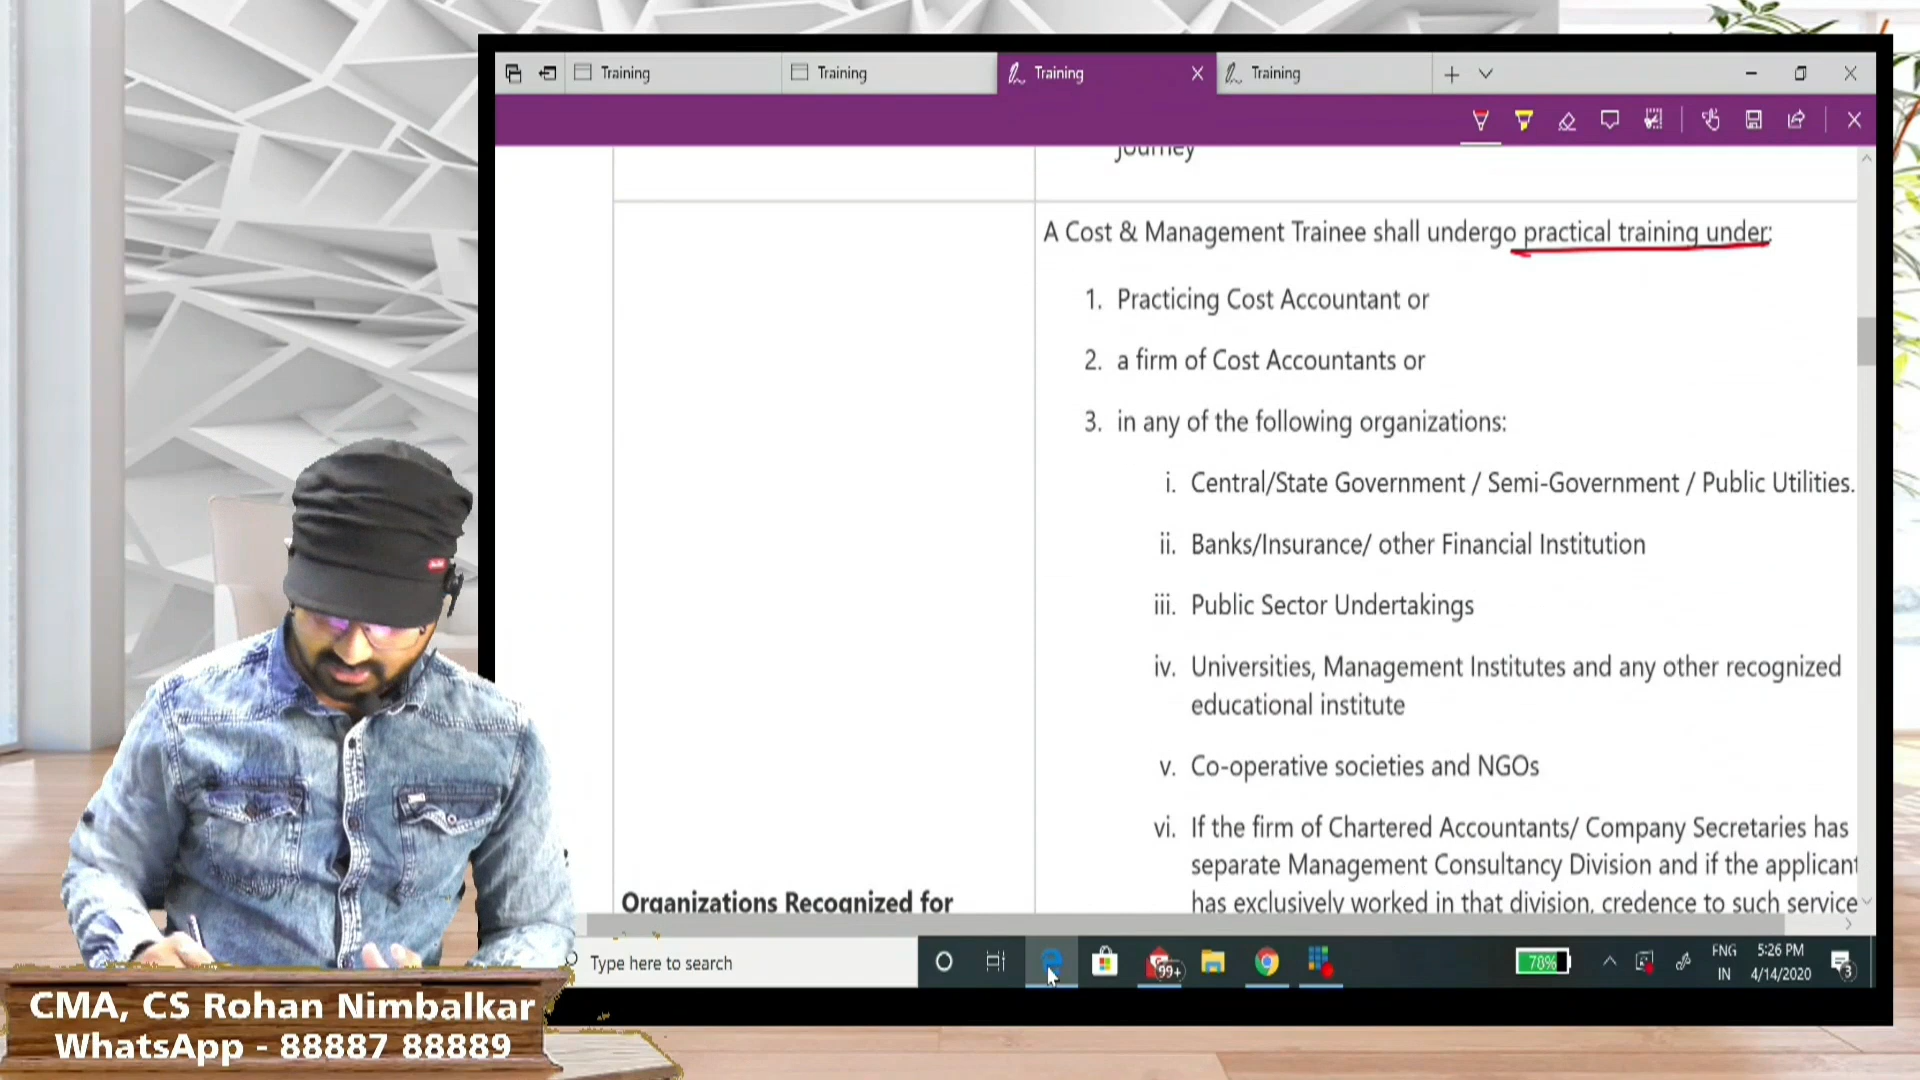 Training
Training
Training
Training
journey
A Cost & Management Trainee shall undergo practical training under:
1. Practicing Cost Accountant or
2. a firm of Cost Accountants or
3. in any of the following organizations:
i. Central/State Government / Semi-Government / Public Utilities.
ii. Banks/Insurance/ other Financial Institution
iii. Public Sector Undertakings
iv. Universities, Management Institutes and any other recognized
educational institute
v. Co-operative societies and NGOs
vi. If the firm of Chartered Accountants/ Company Secretaries has
separate Management Consultancy Division and if the applicant
has exclusively worked in that division, credence to such service
Organizations Recognized for
Type here to search
99+
78%
ENG
IN
5:26 PM
4/14/2020
3
CMA, CS Rohan Nimbalkar
WhatsApp - 88887 88889